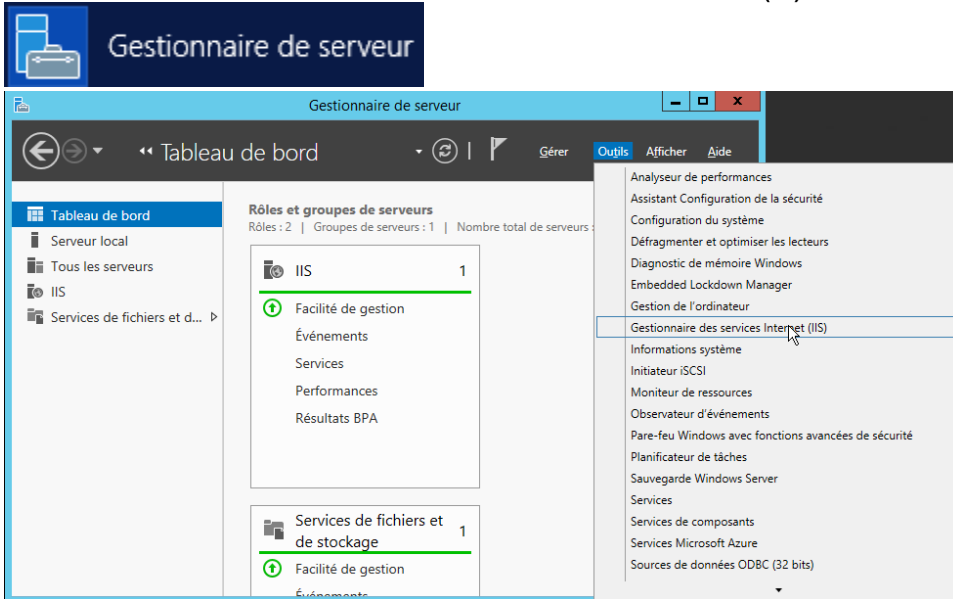 Gestionnaire de serveur
Gestionnaire de serveur
Tableau de bord
Gérer
Outils
Afficher
Aide
Tableau de bord
Serveur local
Tous les serveurs
IIS
Services de fichiers et d...
Rôles et groupes de serveurs
Rôles : 2 | Groupes de serveurs : 1 | Nombre total de serveurs :
IIS 1
Facilité de gestion
Événements
Services
Performances
Résultats BPA
Services de fichiers et
de stockage 1
Facilité de gestion
Événements
Analyseur de performances
Assistant Configuration de la sécurité
Configuration du système
Défragmenter et optimiser les lecteurs
Diagnostic de mémoire Windows
Embedded Lockdown Manager
Gestion de l'ordinateur
Gestionnaire des services Internet (IIS)
Informations système
Initiateur iSCSI
Moniteur de ressources
Observateur d'événements
Pare-feu Windows avec fonctions avancées de sécurité
Planificateur de tâches
Sauvegarde Windows Server
Services
Services de composants
Services Microsoft Azure
Sources de données ODBC (32 bits)